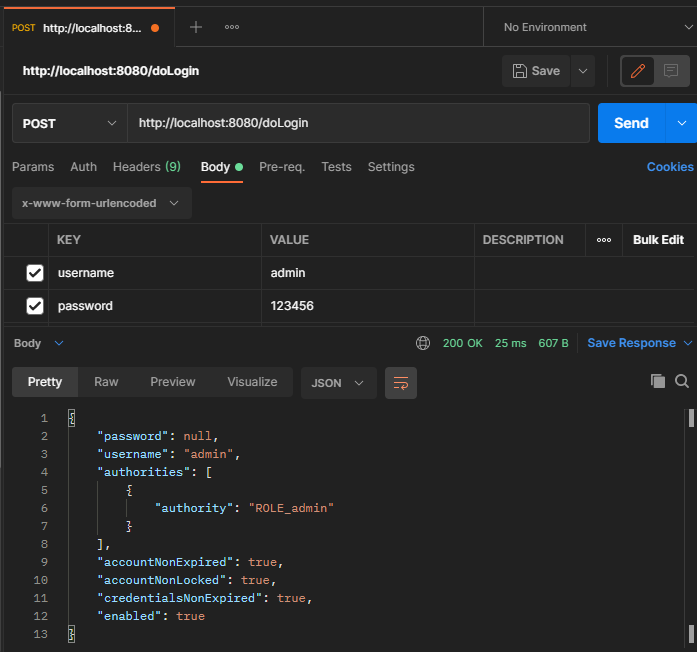 POST http://localhost:8... No Environment
http://localhost:8080/doLogin Save
POST http://localhost:8080/doLogin Send
Params Auth Headers (9) Body Pre-req. Tests Settings Cookies
x-www-form-urlencoded
KEY VALUE DESCRIPTION Bulk Edit
username admin
password 123456
Body 200 OK 25 ms 607 B Save Response
Pretty Raw Preview Visualize JSON
1 {
2 "password": null,
3 "username": "admin",
4 "authorities": [
5 {
6 "authority": "ROLE_admin"
7 }
8 ],
9 "accountNonExpired": true,
10 "accountNonLocked": true,
11 "credentialsNonExpired": true,
12 "enabled": true
13 }